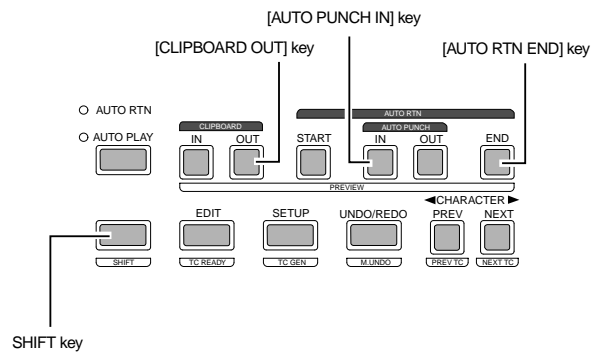 [AUTO PUNCH IN] key
[CLIPBOARD OUT] key
[AUTO RTN END] key
AUTO RTN
AUTO RTN
CLIPBOARD
AUTO PUNCH
AUTO PLAY
IN
OUT
START
IN
OUT
END
PREVIEW
◄CHARACTER►
EDIT
SETUP
UNDO/REDO
PREV
NEXT
SHIFT
TC READY
TC GEN
M.UNDO
PREV TC
NEXT TC
SHIFT key